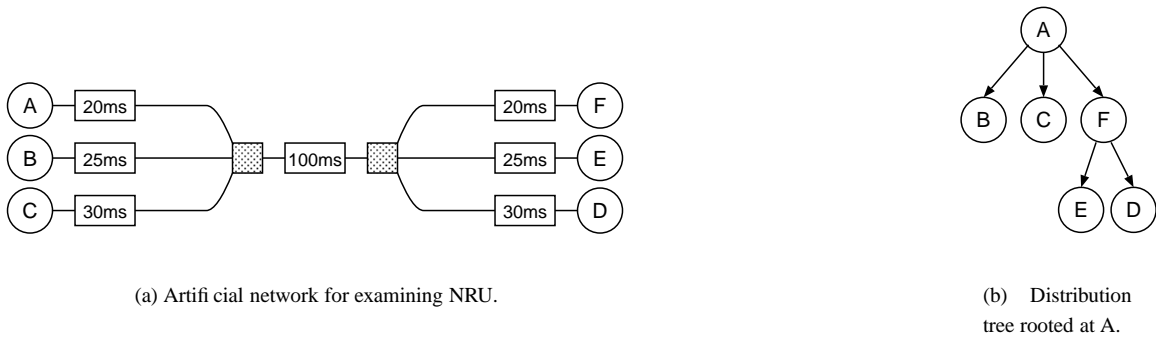 A
A 20ms 20ms F
B C F
B 25ms 100ms 25ms E
C 30ms 30ms D
E D
(a) Artifi cial network for examining NRU.
(b) Distribution
tree rooted at A.